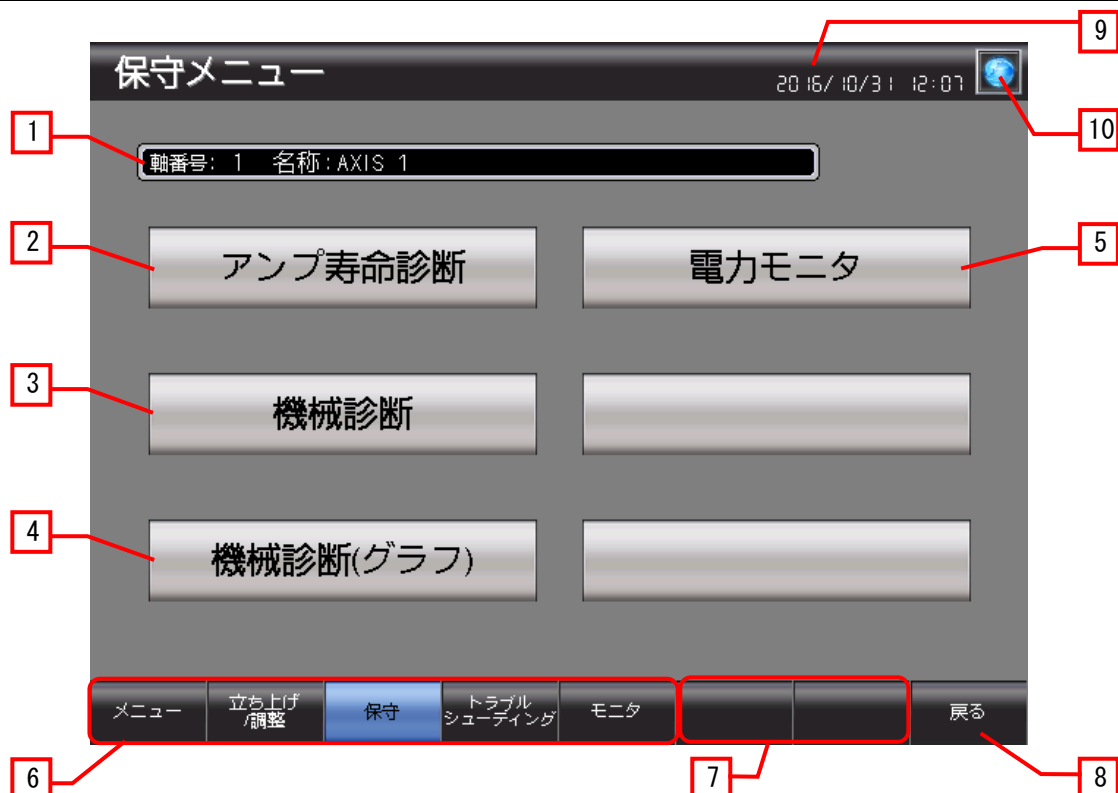 9
保守メニュー
2016/10/31 12:07
10
1
軸番号: 1 名称:AXIS 1
2
アンプ寿命診断
電力モニタ
5
3
機械診断
4
機械診断(グラフ)
メニュー
立ち上げ
/調整
保守
トラブル
シューティング
モニタ
戻る
6
7
8